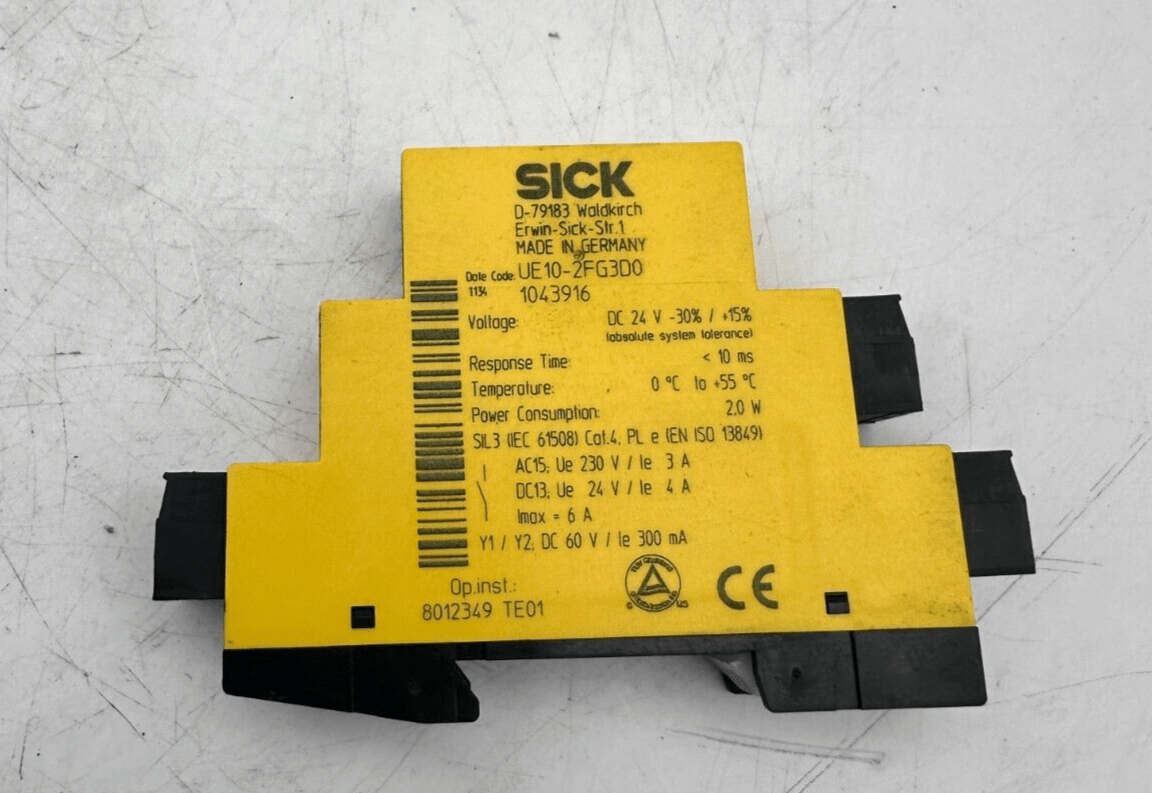 SICK
D-79183 Waldkirch
Erwin-Sick-Str.1
MADE IN GERMANY
Date Code: UE10-2FG3D0
1134 1043916
Voltage: DC 24 V -30% / +15%
(absolute system tolerance)
Response Time: < 10 ms
Temperature: 0 °C to +55 °C
Power Consumption: 2.0 W
SIL3 (IEC 61508) Cat.4, PL e (EN ISO 13849)
AC15; Ue 230 V / Ie 3 A
DC13; Ue 24 V / Ie 4 A
Imax = 6 A
Y1 / Y2; DC 60 V / Ie 300 mA
Op.inst.:
8012349 TE01
CE